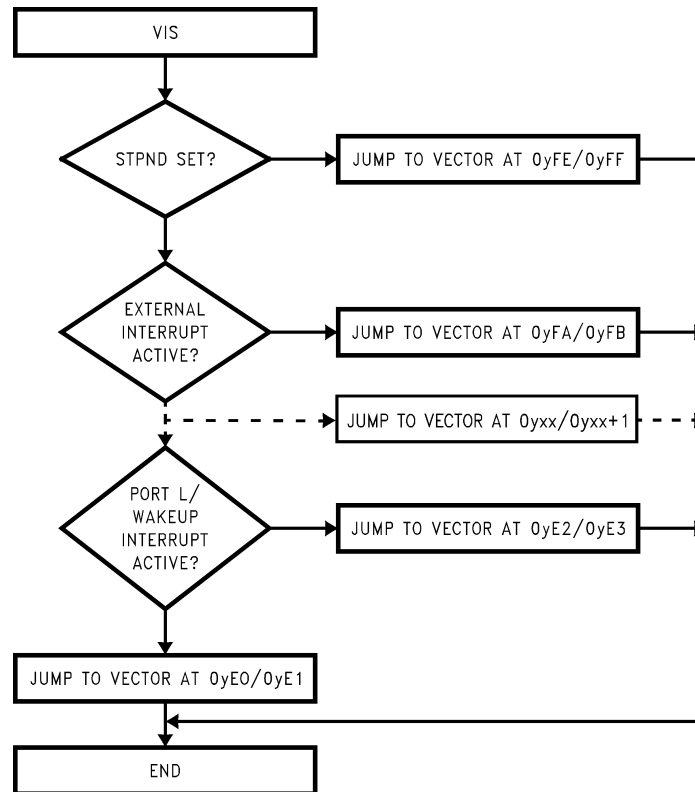 VIS
STPND SET?
JUMP TO VECTOR AT 0yFE/0yFF
EXTERNAL
INTERRUPT
ACTIVE?
JUMP TO VECTOR AT 0yFA/0yFB
JUMP TO VECTOR AT 0yxx/0yxx+1
PORT L/
WAKEUP
INTERRUPT
ACTIVE?
JUMP TO VECTOR AT 0yE2/0yE3
JUMP TO VECTOR AT 0yE0/0yE1
END